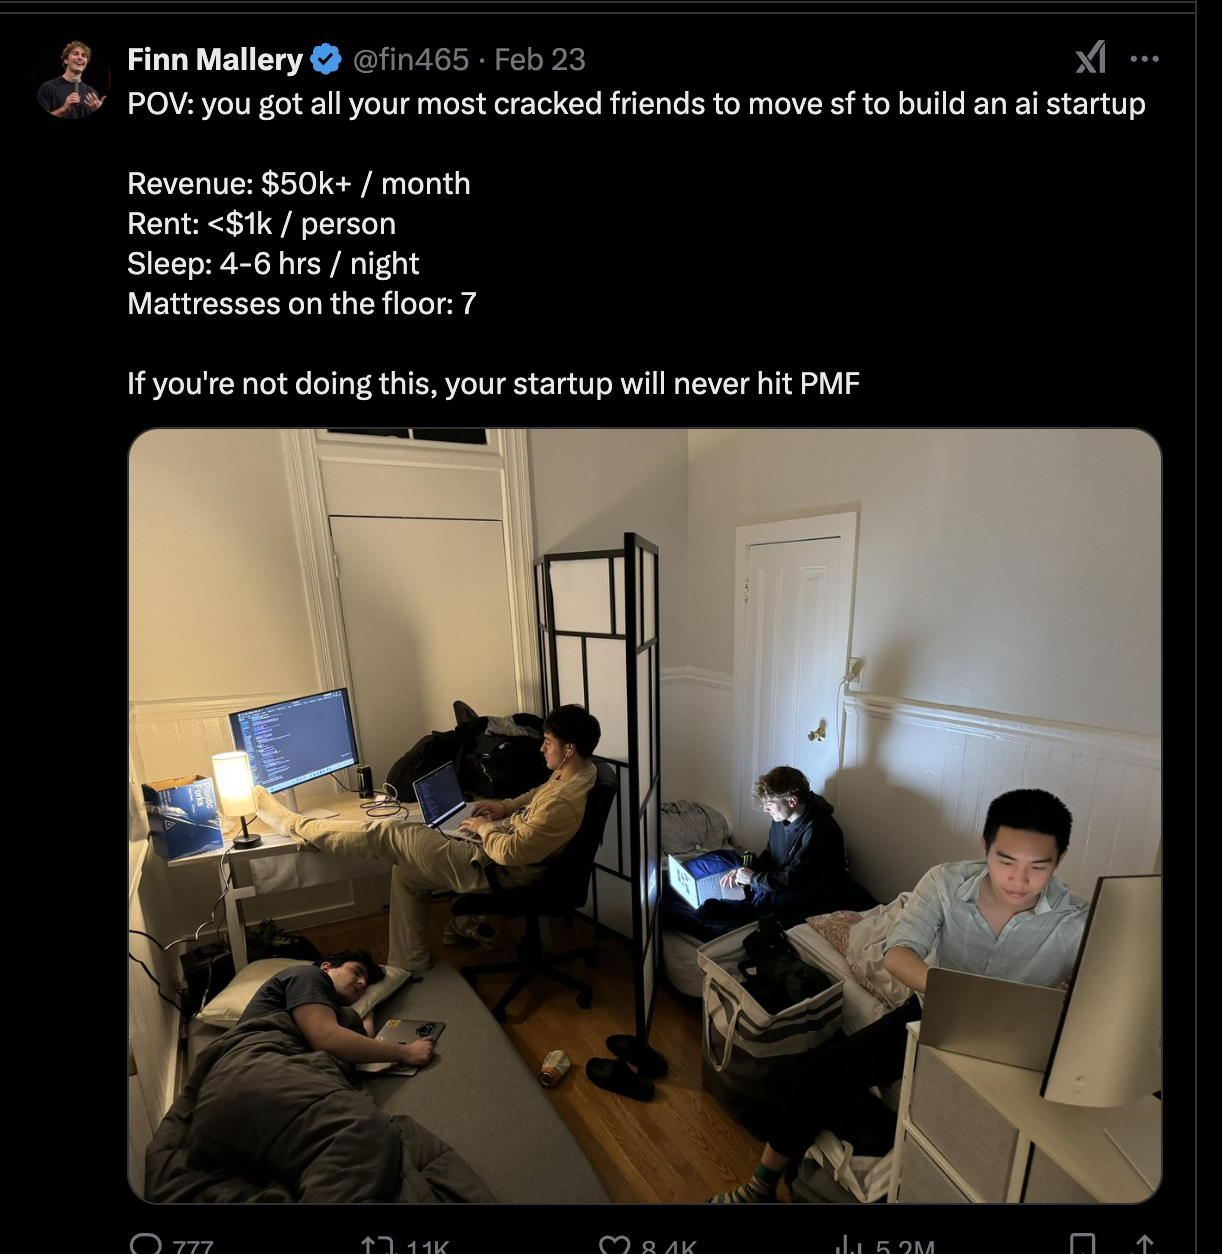 Finn Mallery @fin465 · Feb 23
POV: you got all your most cracked friends to move sf to build an ai startup
Revenue: $50k+ / month
Rent: <$1k / person
Sleep: 4-6 hrs / night
Mattresses on the floor: 7
If you're not doing this, your startup will never hit PMF
Plastic
Forks
777 11K 8.4K 5.2M